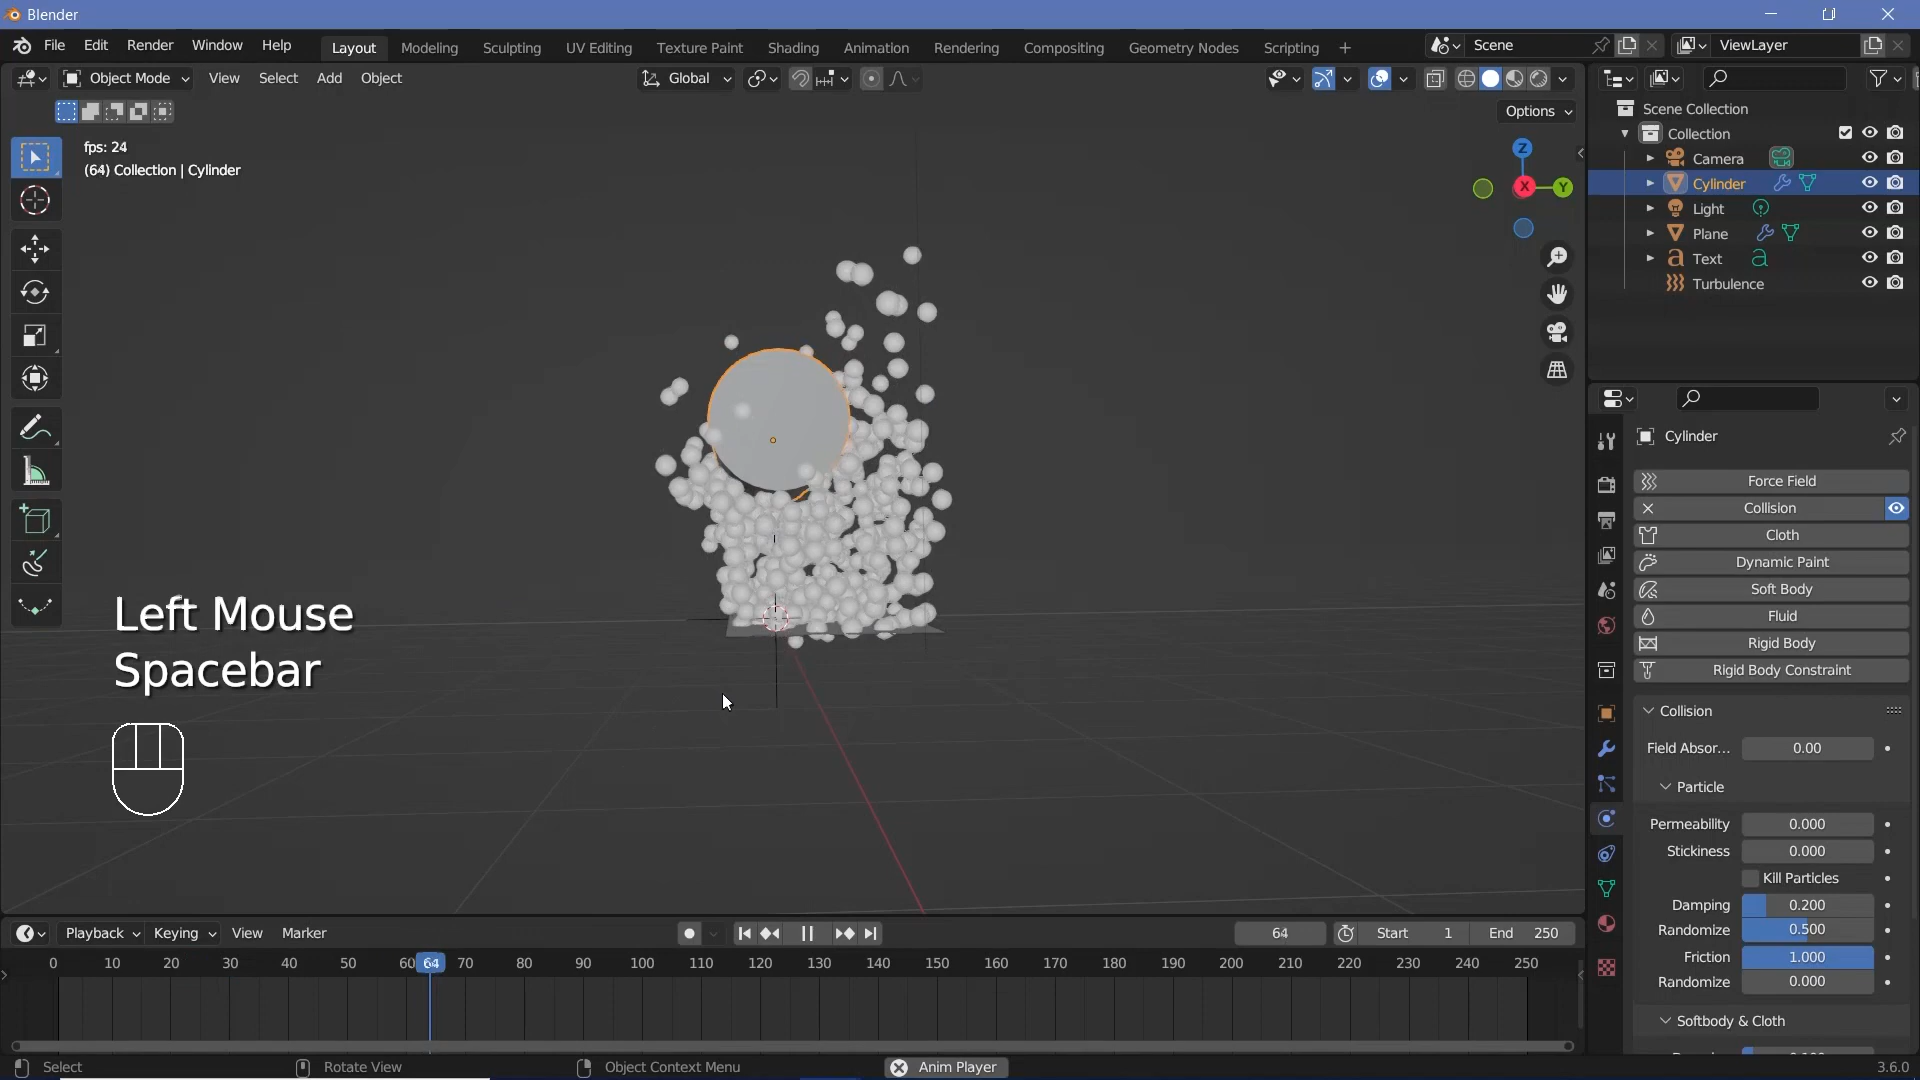 Blender
File Edit Render Window Help Layout Modeling Sculpting UV Editing Texture Paint Shading Animation Rendering Compositing Geometry Nodes Scripting + Scene ViewLayer
Object Mode View Select Add Object Global
Options
fps: 24
(64) Collection | Cylinder
Z
X
Y
Scene Collection
Collection
Camera
Cylinder
Light
Plane
Text
Turbulence
Cylinder
Force Field
Collision
Cloth
Dynamic Paint
Soft Body
Fluid
Rigid Body
Rigid Body Constraint
Collision
Field Absor... 0.00
Particle
Permeability 0.000
Stickiness 0.000
Kill Particles
Damping 0.200
Randomize 0.500
Friction 1.000
Randomize 0.000
Softbody & Cloth
Left Mouse
Spacebar
Playback Keying View Marker 64 Start 1 End 250
0 10 20 30 40 50 60 64 70 80 90 100 110 120 130 140 150 160 170 180 190 200 210 220 230 240 250
Select Rotate View Object Context Menu Anim Player 3.6.0